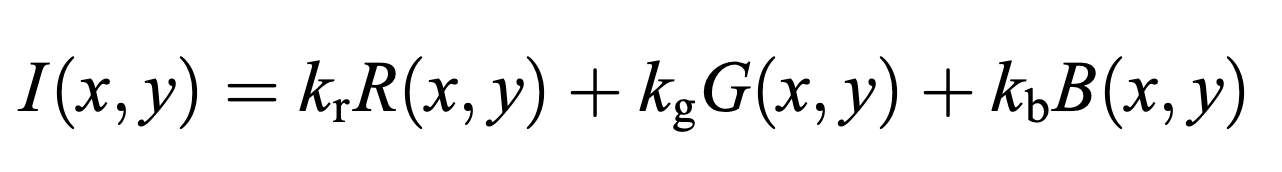 I(x, y) = k_r R(x, y) + k_g G(x, y) + k_b B(x, y)